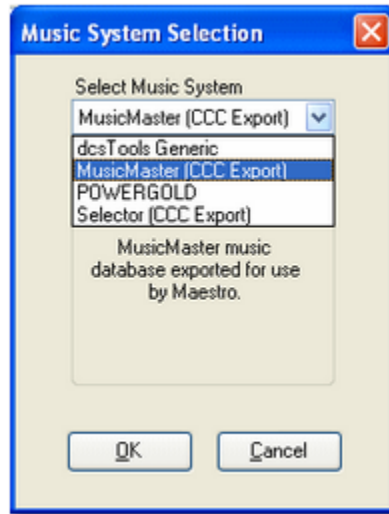 Music System Selection
Select Music System
MusicMaster (CCC Export)
dcsTools Generic
MusicMaster (CCC Export)
POWERGOLD
Selector (CCC Export)
MusicMaster music
database exported for use
by Maestro.
OK
Cancel